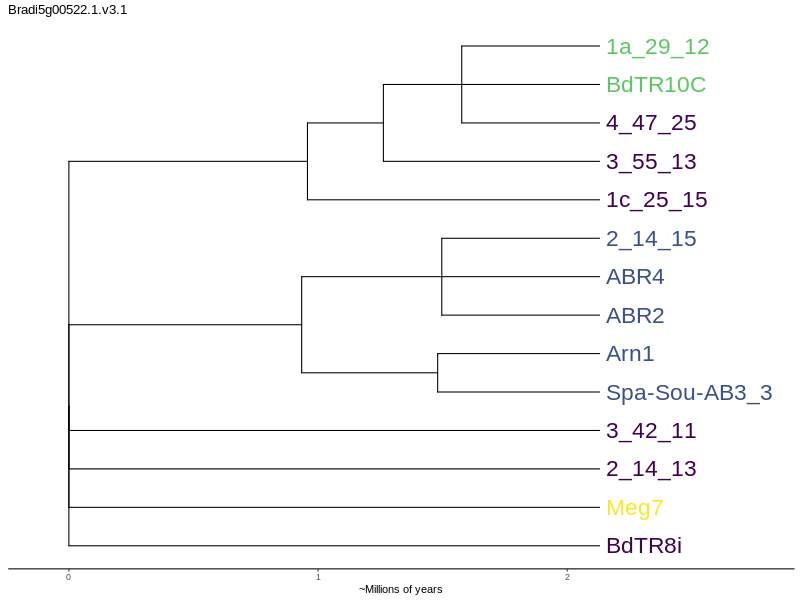 Bradi5g00522.1.v3.1
1a_29_12
BdTR10C
4_47_25
3_55_13
1c_25_15
2_14_15
ABR4
ABR2
Arn1
Spa-Sou-AB3_3
3_42_11
2_14_13
Meg7
BdTR8i
0 1 2
~Millions of years